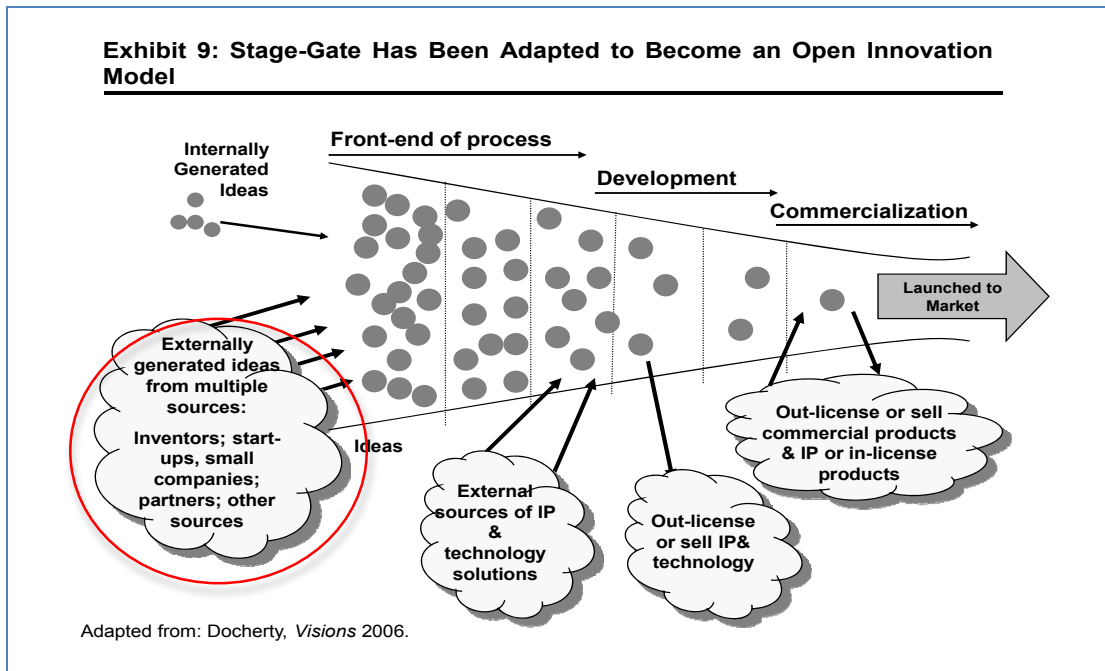 Exhibit 9: Stage-Gate Has Been Adapted to Become an Open Innovation
Model
Internally
Generated
Ideas
Front-end of process
Development
Commercialization
Launched to
Market
Externally
generated ideas
from multiple
sources:
Inventors; start-
ups, small
companies;
partners; other
sources
Ideas
External
sources of IP
&
technology
solutions
Out-license
or sell IP&
technology
Out-license or sell
commercial products
& IP or in-license
products
Adapted from: Docherty, Visions 2006.